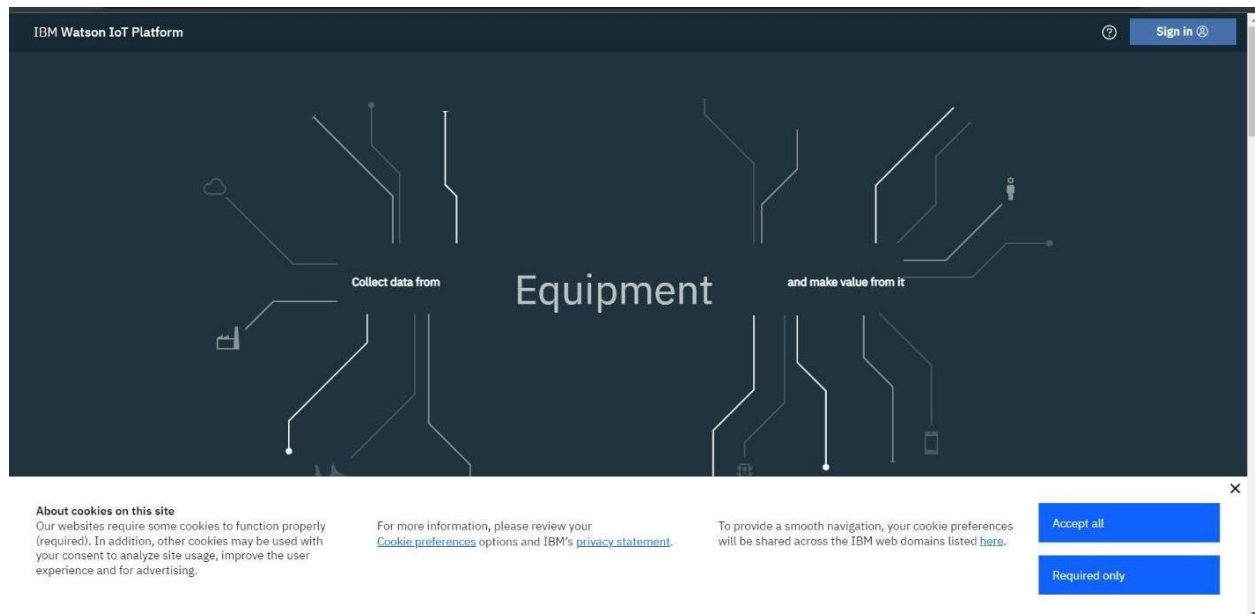 IBM Watson IoT Platform
Sign in
Collect data from
Equipment
and make value from it
About cookies on this site
Our websites require some cookies to function properly
(required). In addition, other cookies may be used with
your consent to analyze site usage, improve the user
experience and for advertising.
For more information, please review your
Cookie preferences options and IBM's privacy statement.
To provide a smooth navigation, your cookie preferences
will be shared across the IBM web domains listed here.
Accept all
Required only